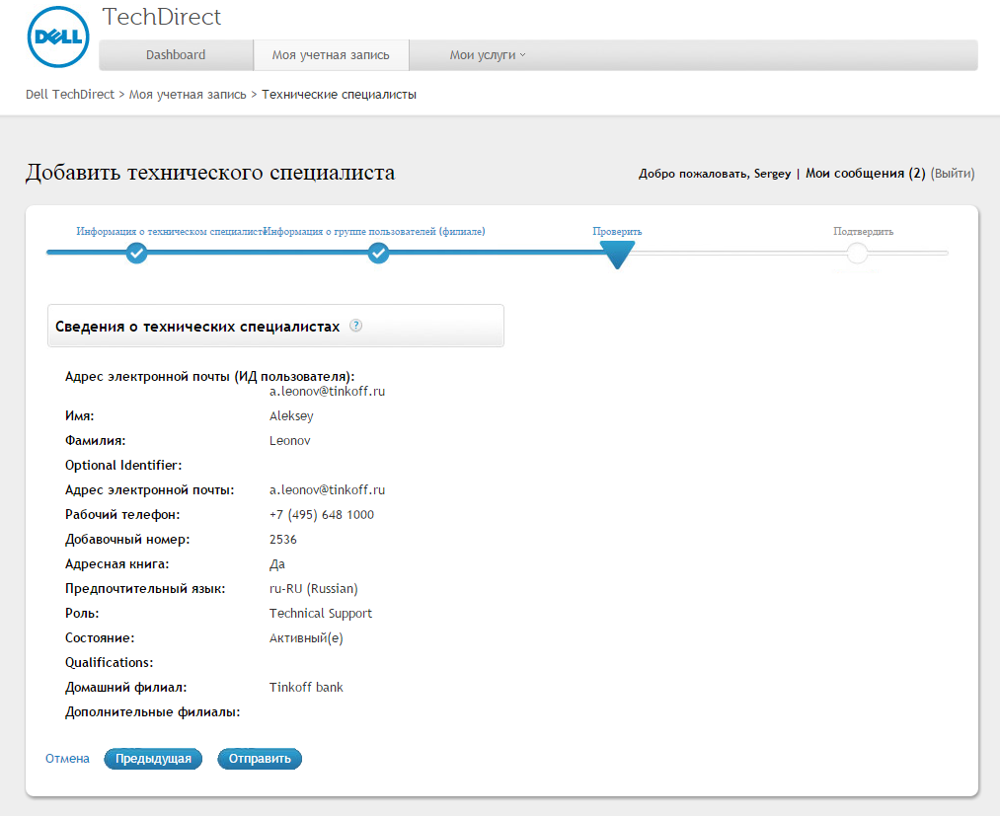 DELL
TechDirect
Dashboard Моя учетная запись Мои услуги
Dell TechDirect > Моя учетная запись > Технические специалисты
Добавить технического специалиста
Добро пожаловать, Sergey | Мои сообщения (2) (Выйти)
Информация о техническом специалисте Информация о группе пользователей (филиале) Проверить Подтвердить
Сведения о технических специалистах ?
Адрес электронной почты (ИД пользователя):
a.leonov@tinkoff.ru
Имя: Aleksey
Фамилия: Leonov
Optional Identifier:
Адрес электронной почты: a.leonov@tinkoff.ru
Рабочий телефон: +7 (495) 648 1000
Добавочный номер: 2536
Адресная книга: Да
Предпочтительный язык: ru-RU (Russian)
Роль: Technical Support
Состояние: Активный(е)
Qualifications:
Домашний филиал: Tinkoff bank
Дополнительные филиалы:
Отмена Предыдущая Отправить